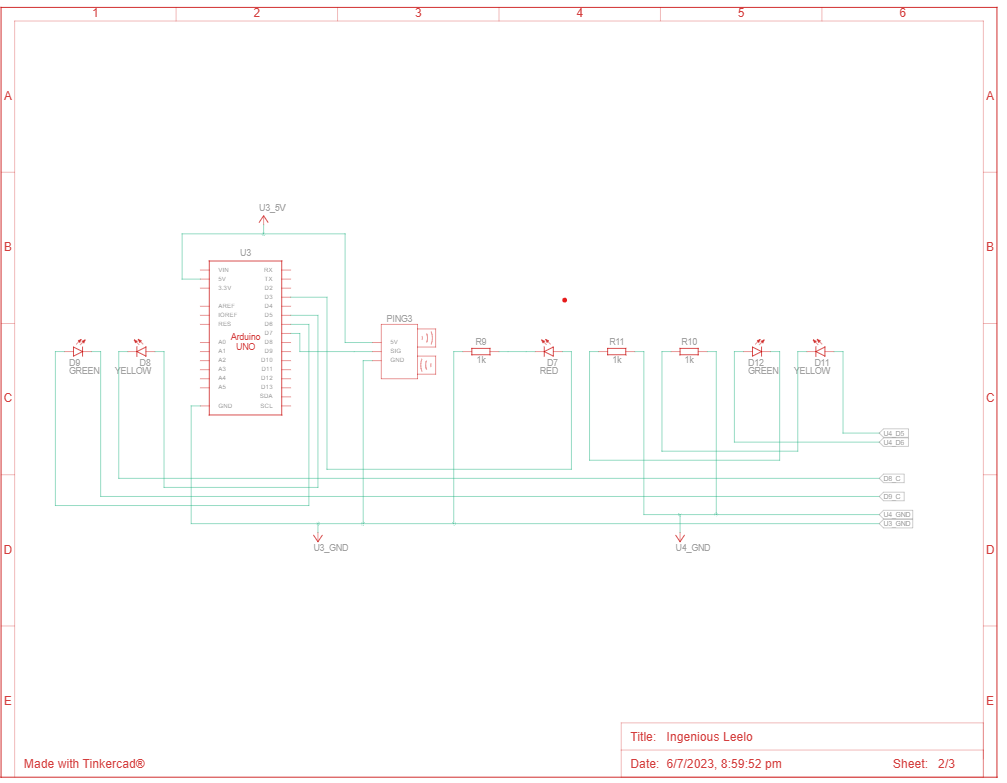 1 2 3 4 5 6
A A
B B
C C
D D
E E
U3_5V
U3
VIN RX
5V TX
3.3V D2
D3
AREF D4
IOREF D5
RES D6
D7
A0 D8
A1 D9
A2 D10
A3 D11
A4 D12
A5 D13
SDA
GND SCL
Arduino
UNO
PING3
5V
SIG
GND
D9
GREEN
D8
YELLOW
R9
1k
D7
RED
R11
1k
R10
1k
D12
GREEN
D11
YELLOW
U4_D5
U4_D6
D8_C
D9_C
U4_GND
U3_GND
U3_GND
U4_GND
Title: Ingenious Leelo
Made with Tinkercad®
Date: 6/7/2023, 8:59:52 pm Sheet: 2/3